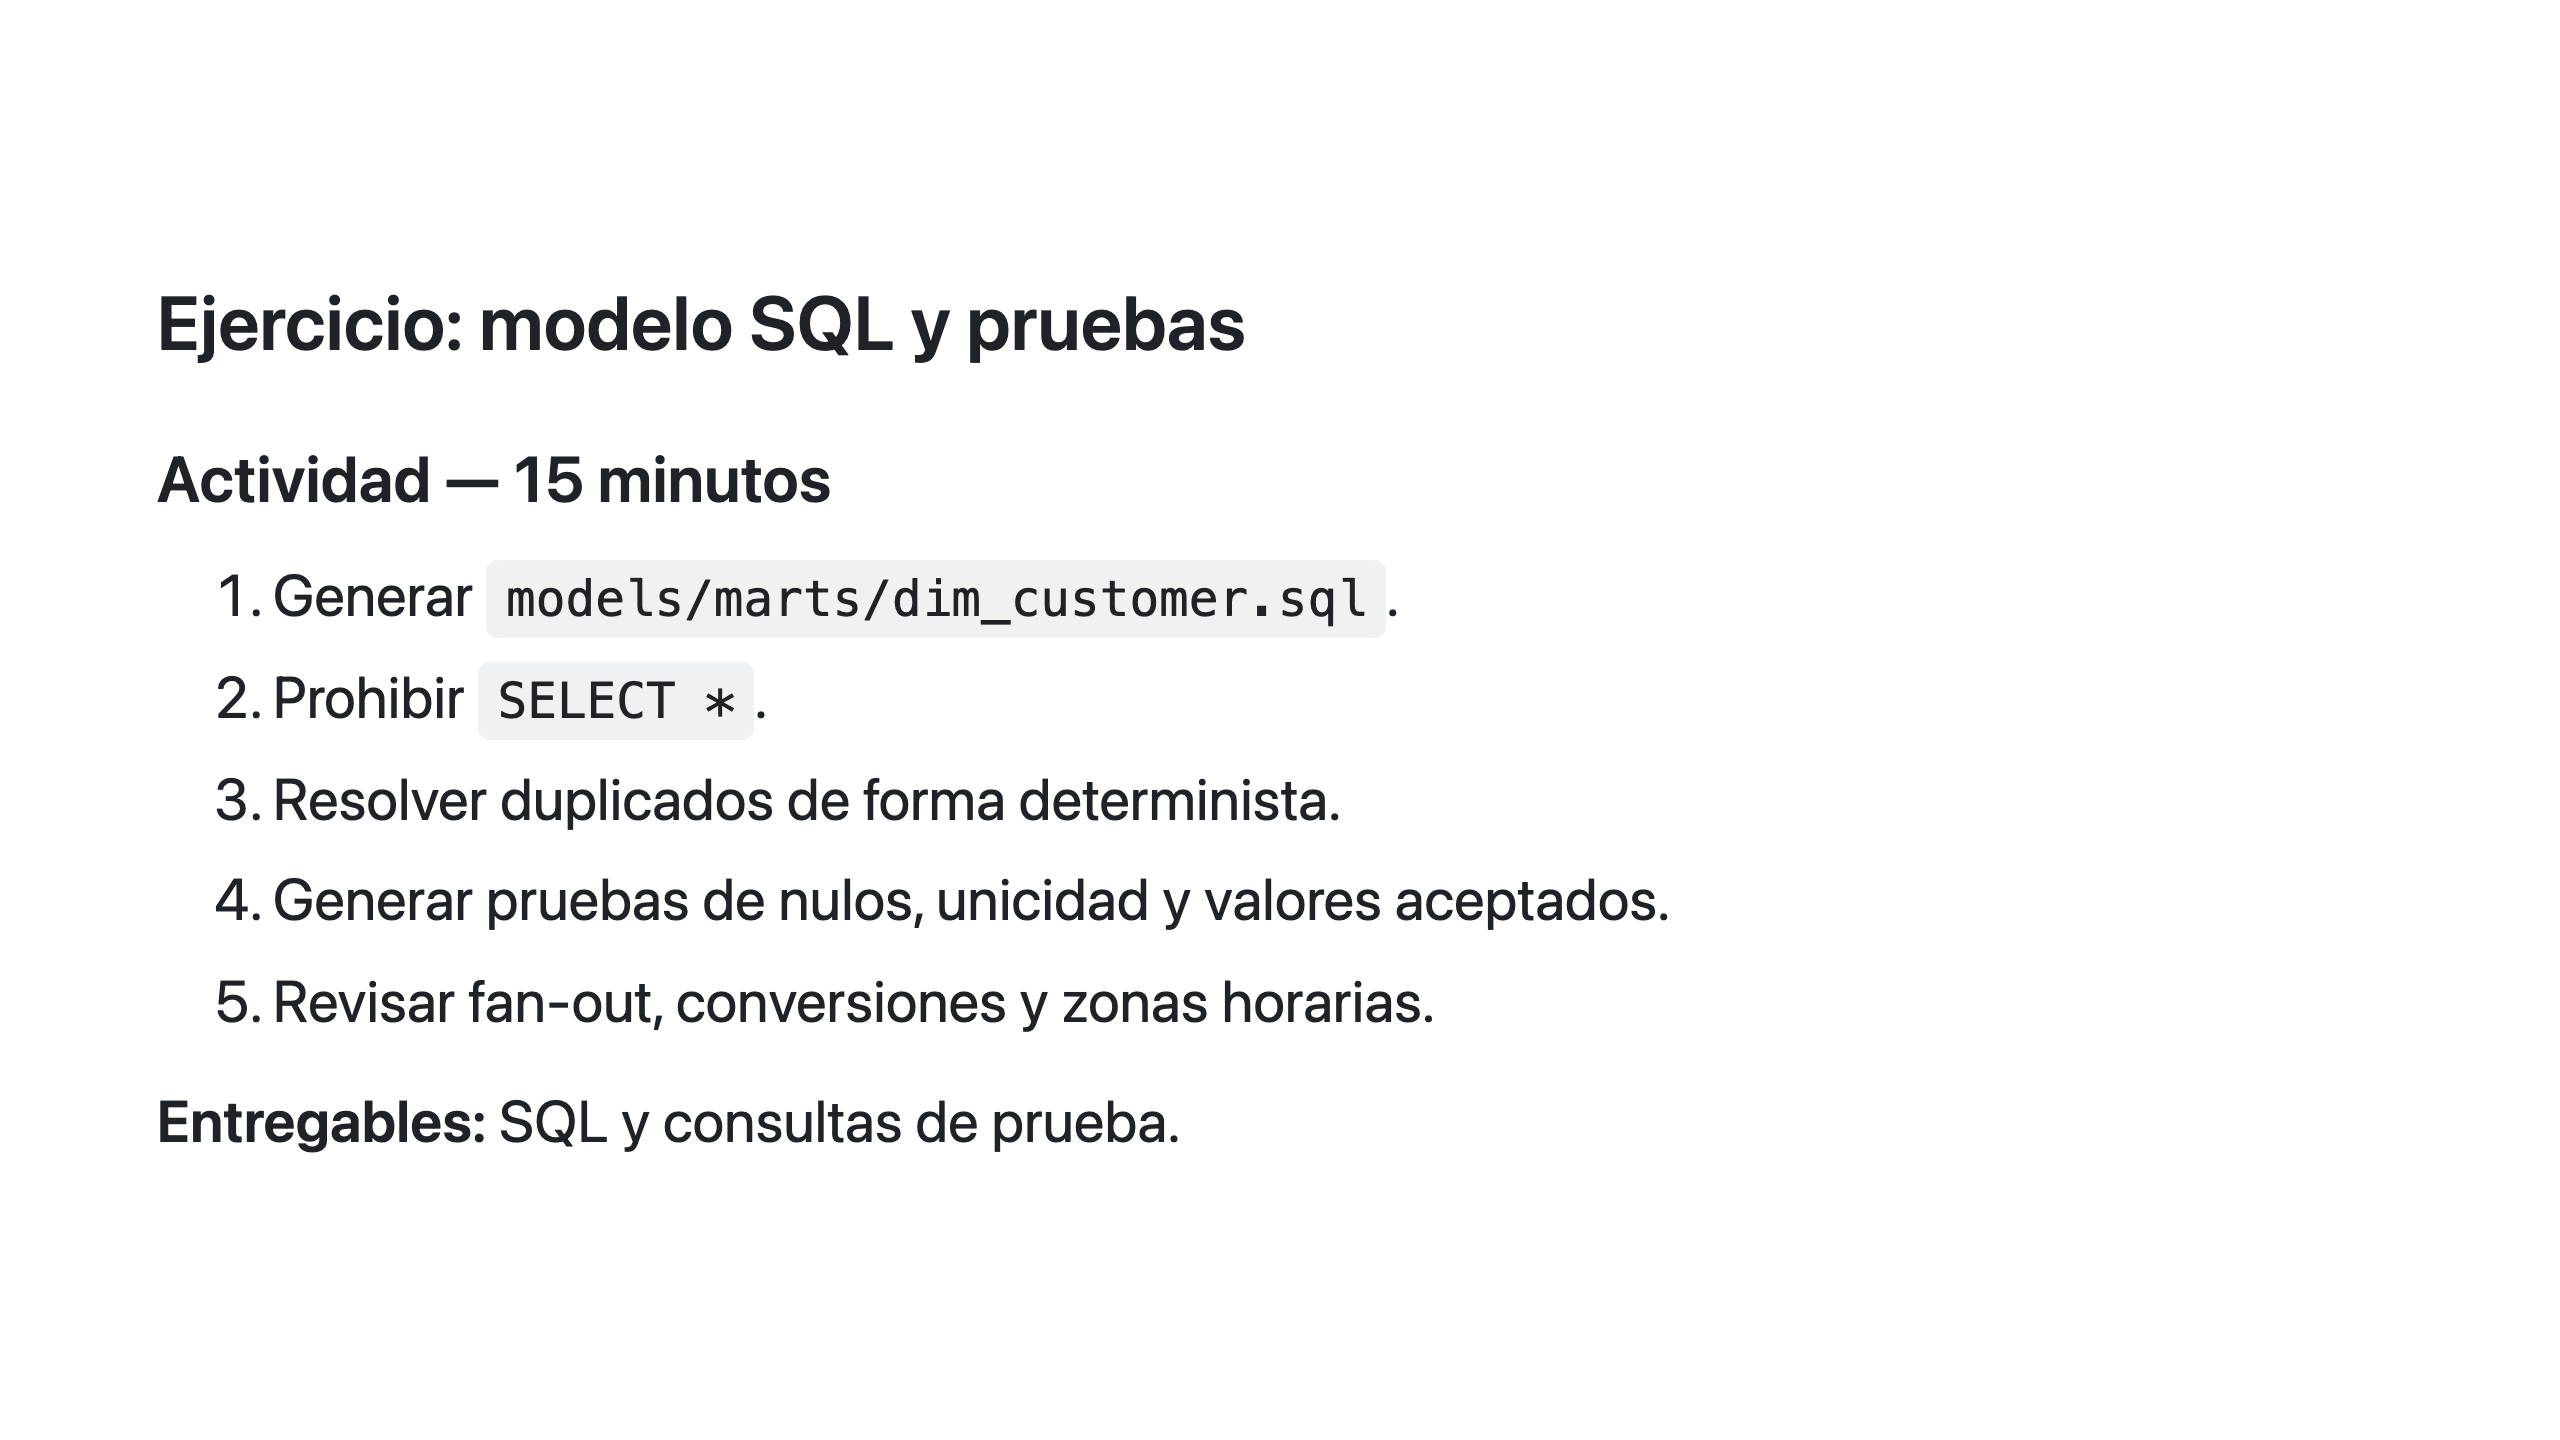 Ejercicio: modelo SQL y pruebas
Actividad — 15 minutos
1. Generar models/marts/dim_customer.sql.
2. Prohibir SELECT *.
3. Resolver duplicados de forma determinista.
4. Generar pruebas de nulos, unicidad y valores aceptados.
5. Revisar fan-out, conversiones y zonas horarias.
Entregables: SQL y consultas de prueba.